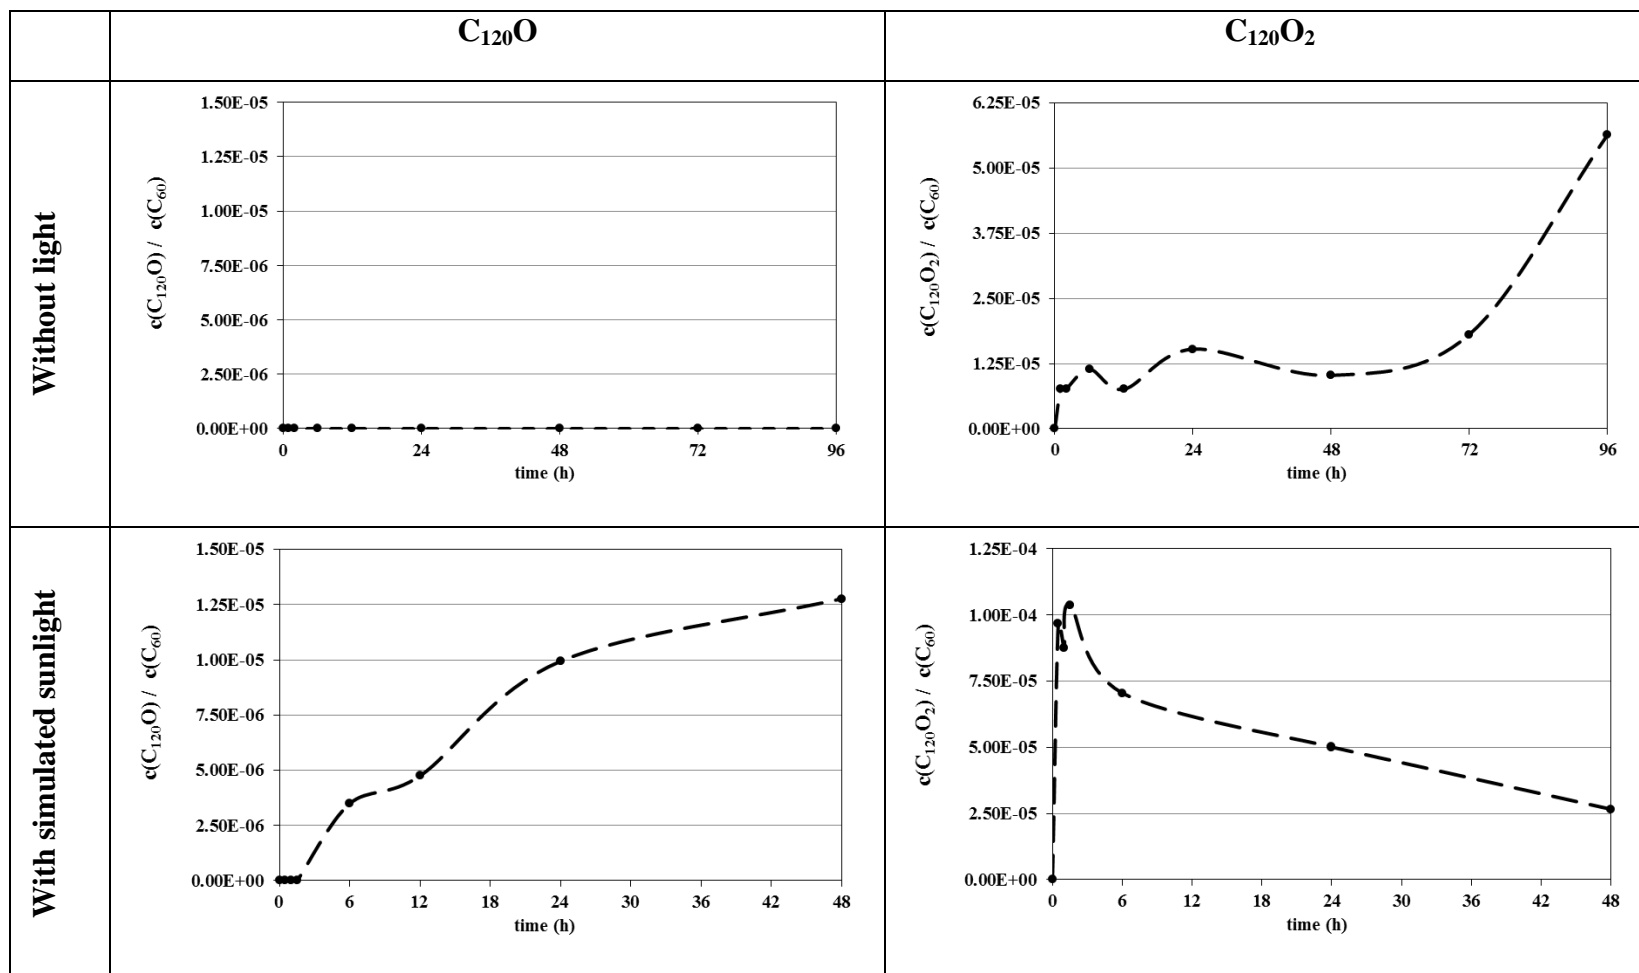 C₁₂₀O
C₁₂₀O₂
Without light
c(C₁₂₀O) / c(C₆₀)
1.50E-05
1.25E-05
1.00E-05
7.50E-06
5.00E-06
2.50E-06
0.00E+00
0 24 48 72 96
time (h)
c(C₁₂₀O₂) / c(C₆₀)
6.25E-05
5.00E-05
3.75E-05
2.50E-05
1.25E-05
0.00E+00
0 24 48 72 96
time (h)
With simulated sunlight
c(C₁₂₀O) / c(C₆₀)
1.50E-05
1.25E-05
1.00E-05
7.50E-06
5.00E-06
2.50E-06
0.00E+00
0 6 12 18 24 30 36 42 48
time (h)
c(C₁₂₀O₂) / c(C₆₀)
1.25E-04
1.00E-04
7.50E-05
5.00E-05
2.50E-05
0.00E+00
0 6 12 18 24 30 36 42 48
time (h)